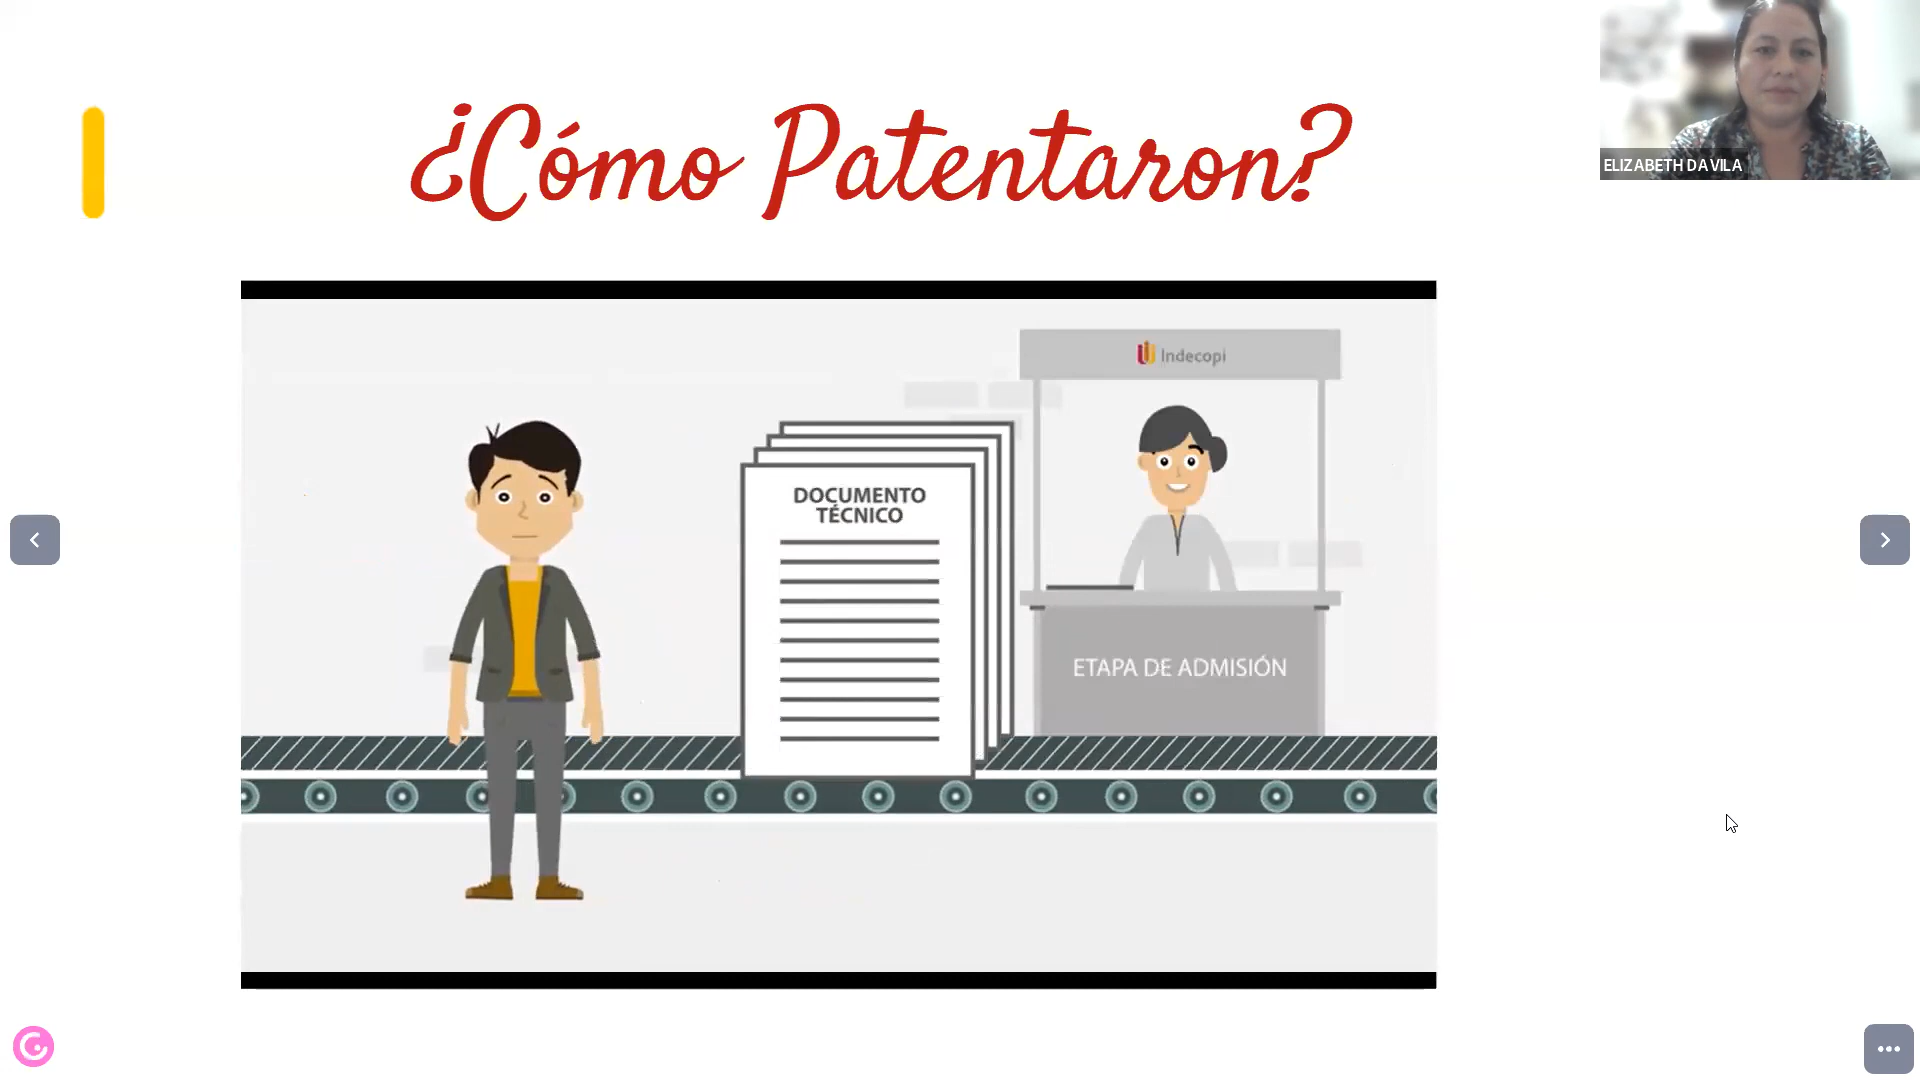 ¿Cómo Patentaron?
ELIZABETH DAVILA
Indecopi
DOCUMENTO
TÉCNICO
ETAPA DE ADMISIÓN